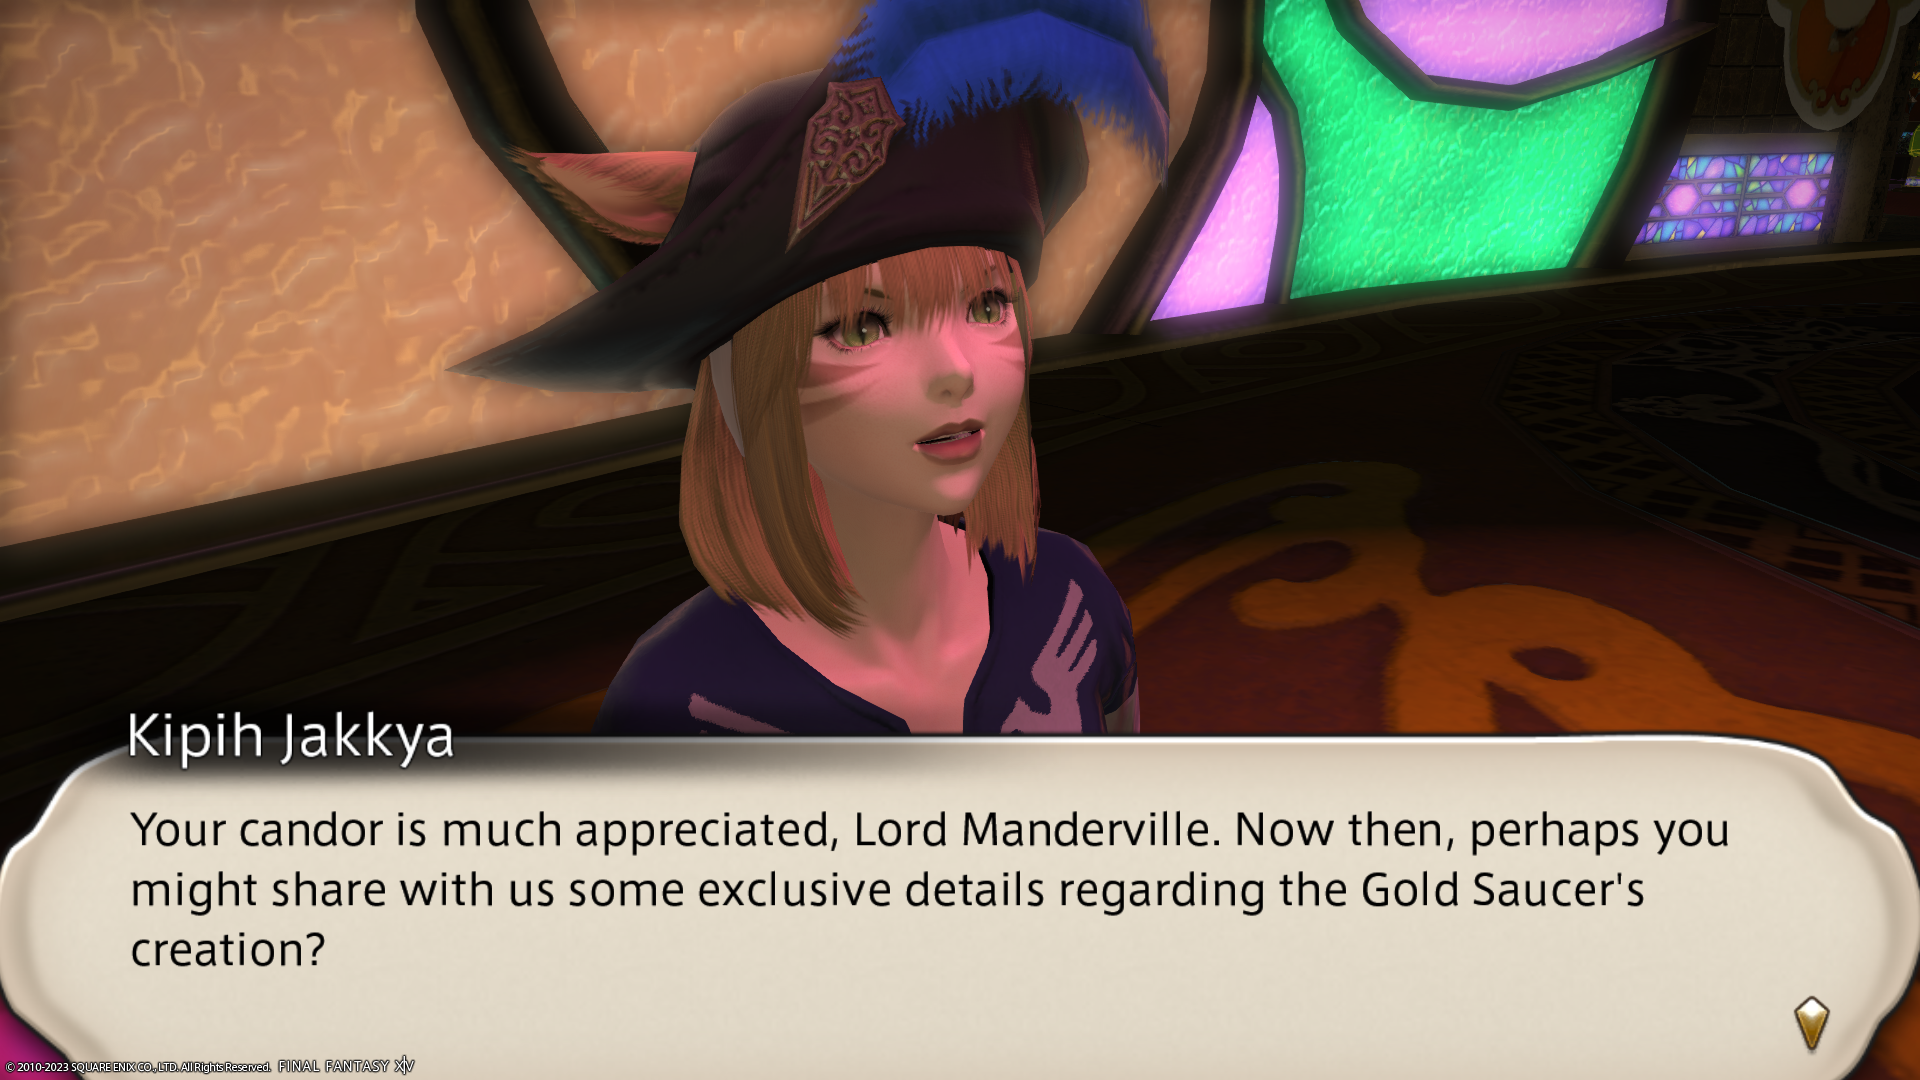 Kipih Jakkya
Your candor is much appreciated, Lord Manderville. Now then, perhaps you
might share with us some exclusive details regarding the Gold Saucer's
creation?
© 2010-2023 SQUARE ENIX CO., LTD. All Rights Reserved. FINAL FANTASY XIV